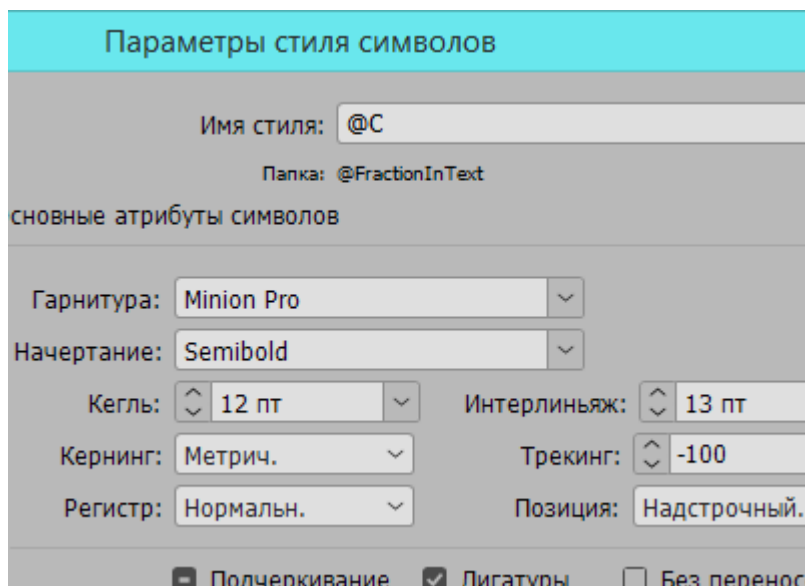 Параметры стиля символов
Имя стиля: @C
Папка: @FractionInText
сновные атрибуты символов
Гарнитура: Minion Pro
Начертание: Semibold
Кегль: 12 пт Интерлиньяж: 13 пт
Кернинг: Метрич. Трекинг: -100
Регистр: Нормальн. Позиция: Надстрочный.
Подчеркивание Лигатуры Без перенос